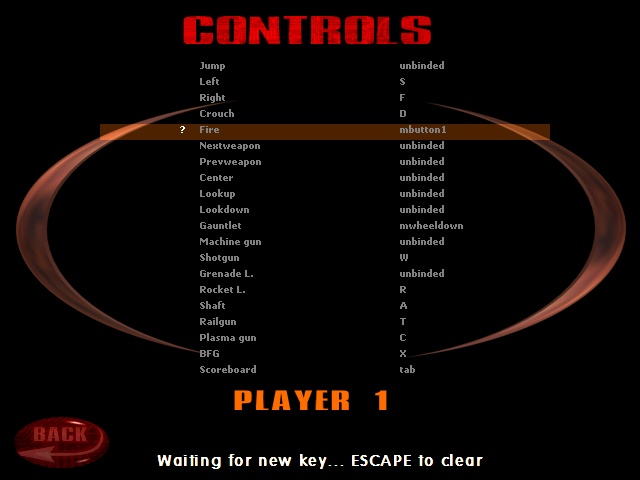 CONTROLS
Jump unbinded
Left S
Right F
Crouch D
? Fire mbutton1
Nextweapon unbinded
Prevweapon unbinded
Center unbinded
Lookup unbinded
Lookdown unbinded
Gauntlet mwheeldown
Machine gun unbinded
Shotgun W
Grenade L. unbinded
Rocket L. R
Shaft A
Railgun T
Plasma gun C
BFG X
Scoreboard tab
PLAYER 1
BACK
Waiting for new key... ESCAPE to clear